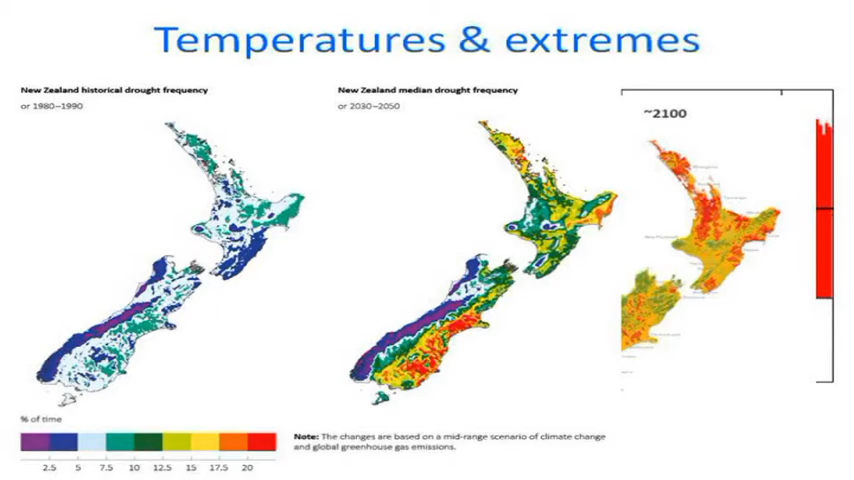 Temperatures & extremes
New Zealand historical drought frequency
or 1980–1990
New Zealand median drought frequency
or 2030–2050
~2100
% of time
2.5 5 7.5 10 12.5 15 17.5 20
Note: The changes are based on a mid-range scenario of climate change
and global greenhouse gas emissions.